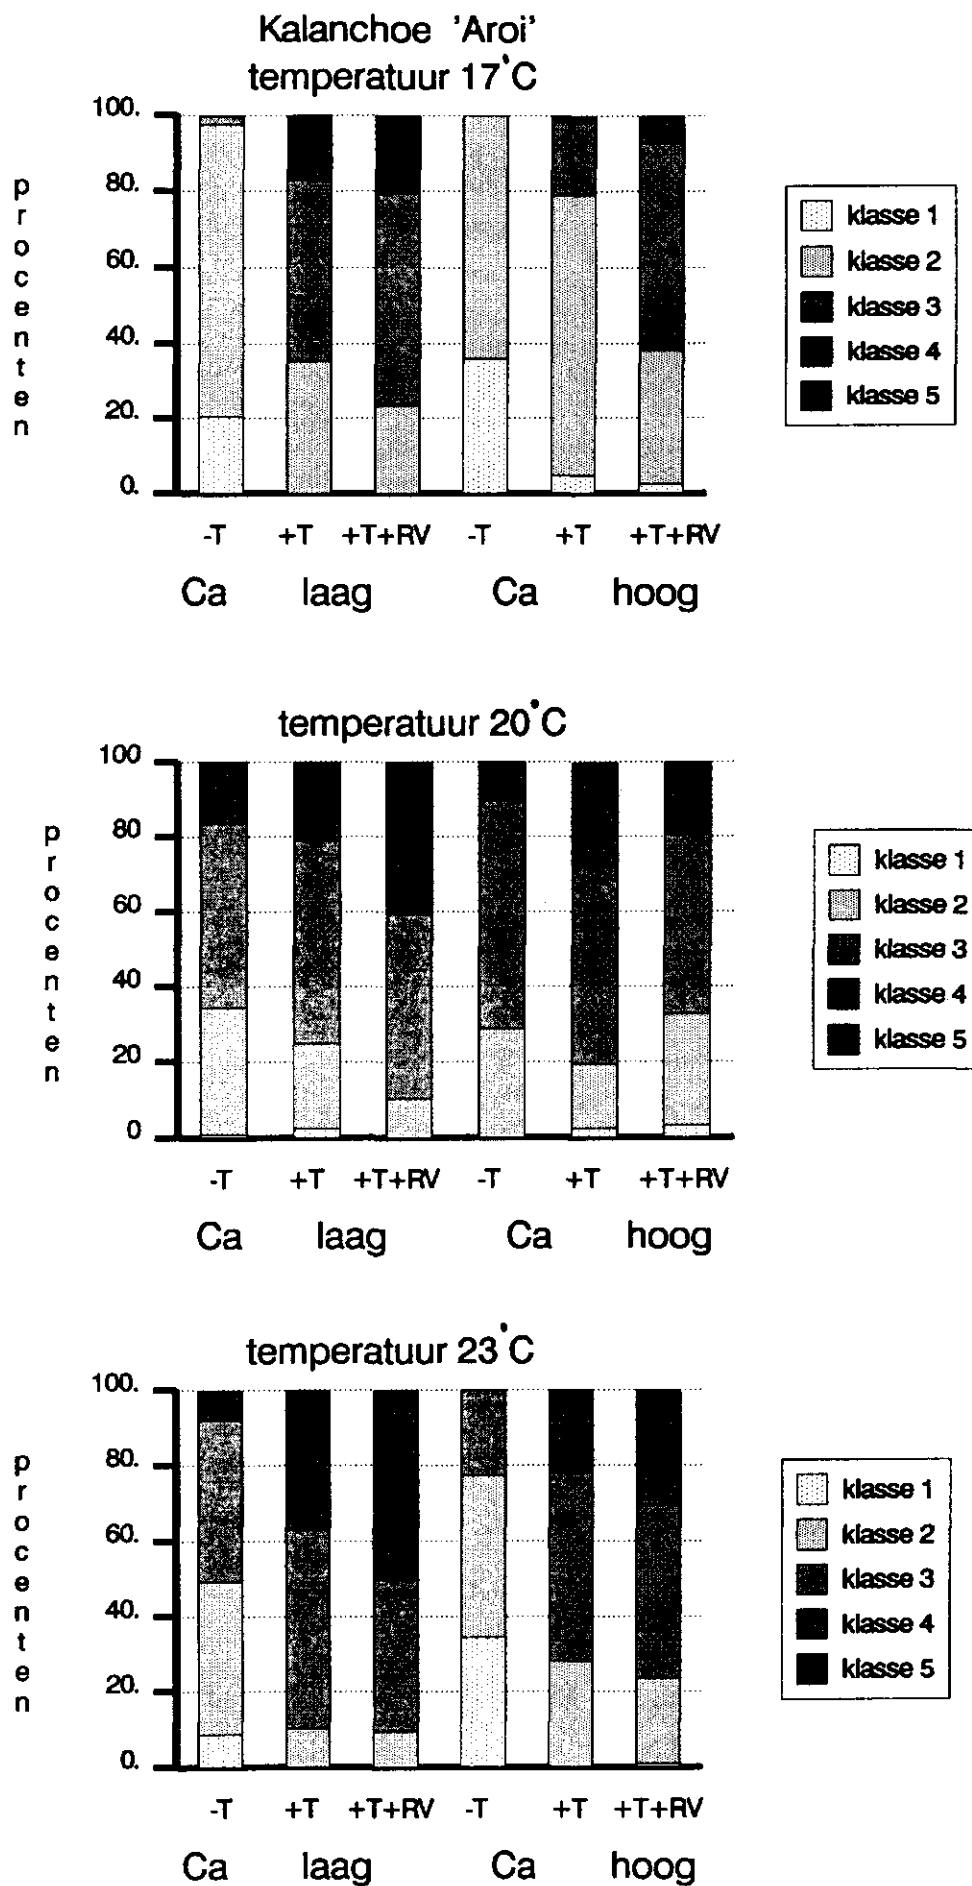 Kalanchoe 'Aroi'
temperatuur 17°C
procenten
100.
80.
60.
40.
20.
0.
-T +T +T+RV -T +T +T+RV
Ca laag Ca hoog
klasse 1
klasse 2
klasse 3
klasse 4
klasse 5
temperatuur 20°C
procenten
100
80
60
40
20
0
-T +T +T+RV -T +T +T+RV
Ca laag Ca hoog
klasse 1
klasse 2
klasse 3
klasse 4
klasse 5
temperatuur 23°C
procenten
100.
80.
60.
40.
20.
0.
-T +T +T+RV -T +T +T+RV
Ca laag Ca hoog
klasse 1
klasse 2
klasse 3
klasse 4
klasse 5